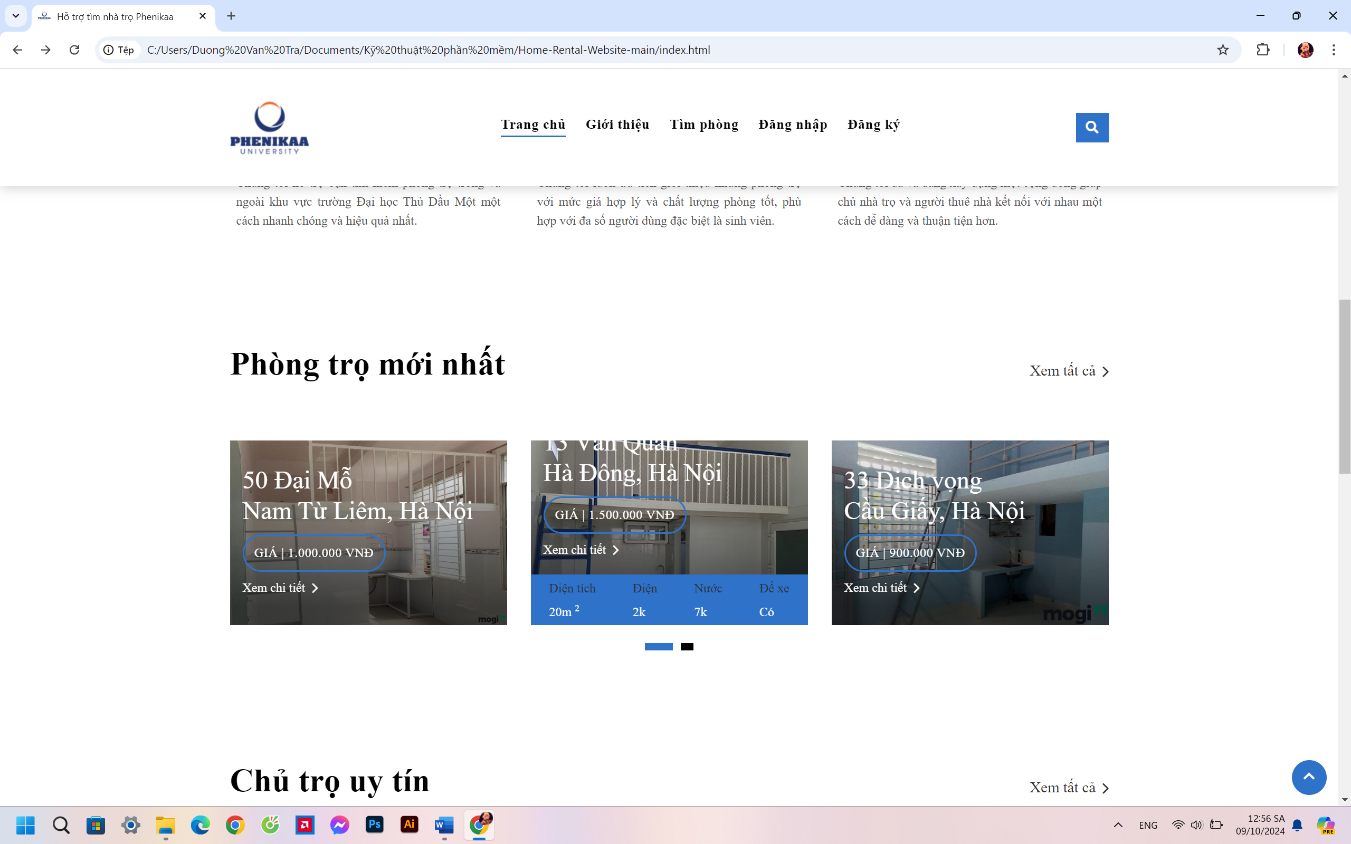 Hỗ trợ tìm nhà trọ Phenikaa
Tệp
C:/Users/Duong%20Van%20Tra/Documents/Kỹ%20thuật%20phần%20mềm/Home-Rental-Website-main/index.html
PHENIKAA
UNIVERSITY
Trang chủ Giới thiệu Tìm phòng Đăng nhập Đăng ký
ngoài khu vực trường Đại học Thủ Dầu Một một
cách nhanh chóng và hiệu quả nhất.
với mức giá hợp lý và chất lượng phòng tốt, phù
hợp với đa số người dùng đặc biệt là sinh viên.
chủ nhà trọ và người thuê nhà kết nối với nhau một
cách dễ dàng và thuận tiện hơn.
Phòng trọ mới nhất
Xem tất cả
50 Đại Mỗ
Nam Từ Liêm, Hà Nội
GIÁ | 1.000.000 VNĐ
Xem chi tiết
mogi
13 Văn Quán
Hà Đông, Hà Nội
GIÁ | 1.500.000 VNĐ
Xem chi tiết
Diện tích Điện Nước Để xe
20m 2 2k 7k Có
33 Dịch vọng
Cầu Giấy, Hà Nội
GIÁ | 900.000 VNĐ
Xem chi tiết
mogi
Chủ trọ uy tín
Xem tất cả
Ps
Ai
ENG
12:56 SA
09/10/2024
PRE